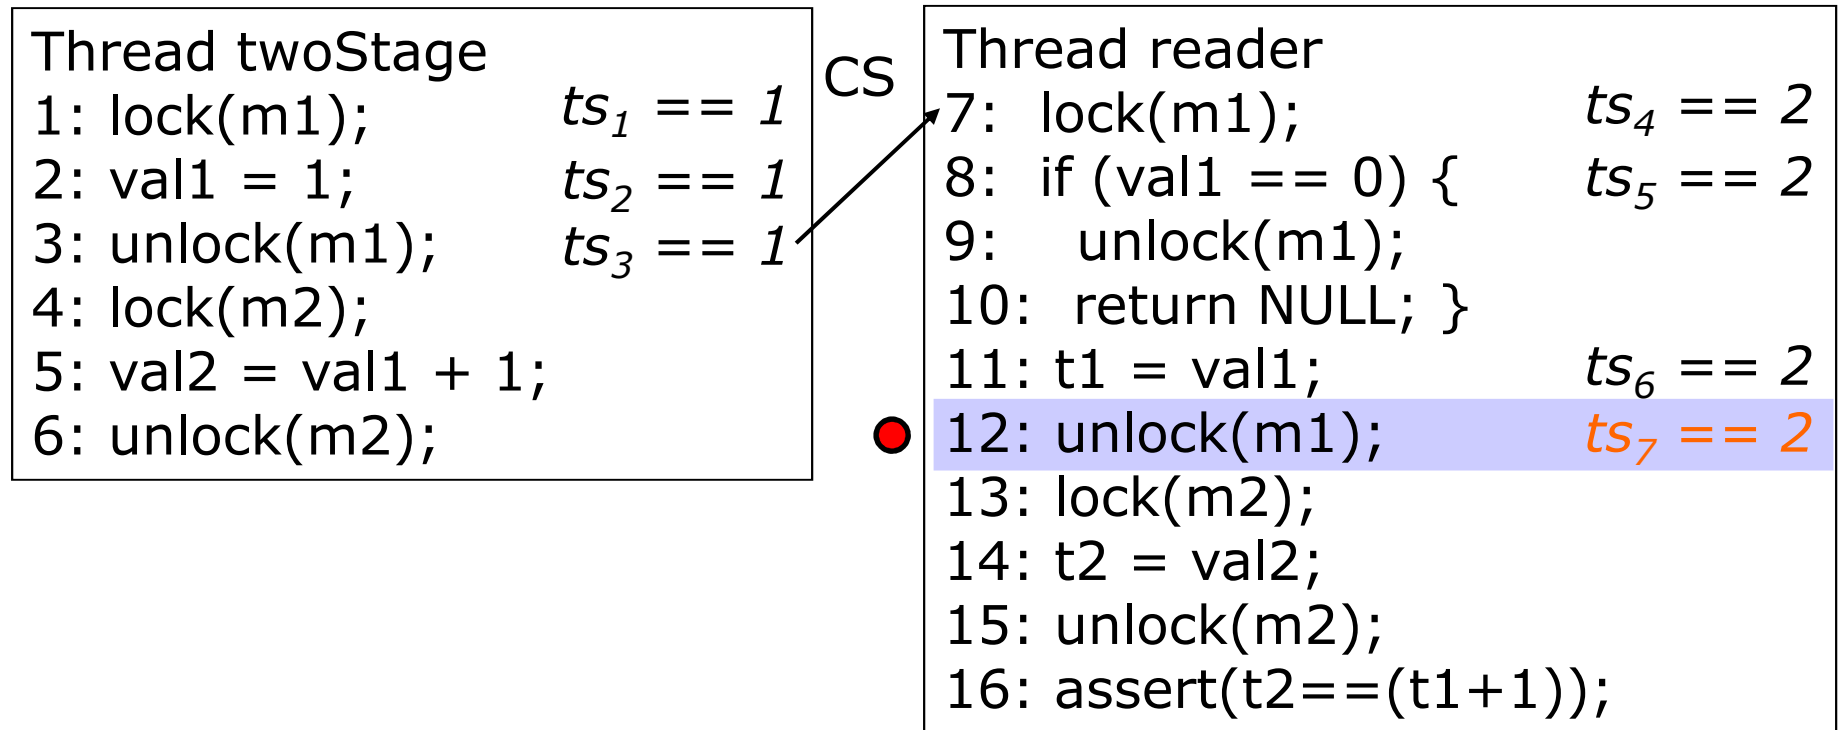 Thread twoStage
1: lock(m1); ts₁ == 1
2: val1 = 1; ts₂ == 1
3: unlock(m1); ts₃ == 1
4: lock(m2);
5: val2 = val1 + 1;
6: unlock(m2);
CS
Thread reader
7: lock(m1); ts₄ == 2
8: if (val1 == 0) { ts₅ == 2
9: unlock(m1);
10: return NULL; }
11: t1 = val1; ts₆ == 2
12: unlock(m1); ts₇ == 2
13: lock(m2);
14: t2 = val2;
15: unlock(m2);
16: assert(t2==(t1+1));